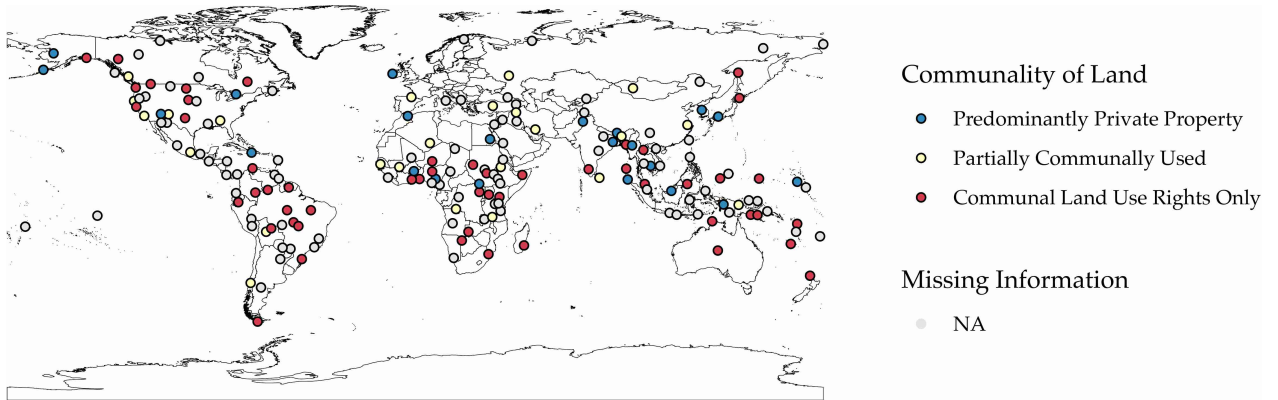 Communality of Land
Predominantly Private Property
Partially Communally Used
Communal Land Use Rights Only
Missing Information
NA